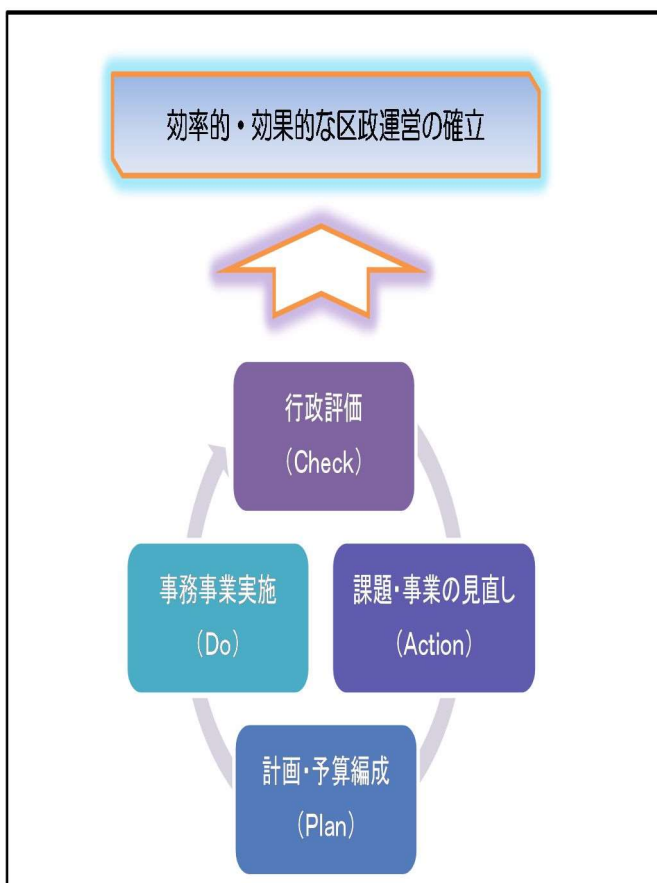 効率的・効果的な区政運営の確立
行政評価
（Check）
事務事業実施
（Do）
課題・事業の見直し
（Action）
計画・予算編成
（Plan）